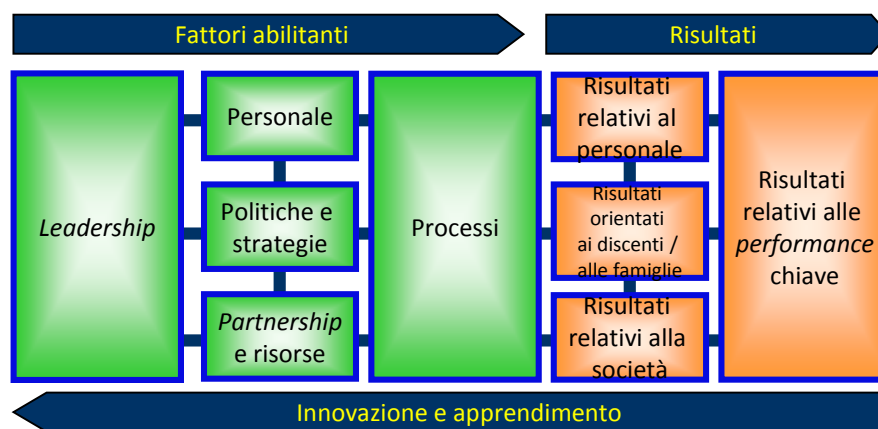 Fattori abilitanti
Risultati
Leadership
Personale
Politiche e
strategie
Partnership
e risorse
Processi
Risultati
relativi al
personale
Risultati
orientati
ai discenti /
alle famiglie
Risultati
relativi alla
società
Risultati
relativi alle
performance
chiave
Innovazione e apprendimento